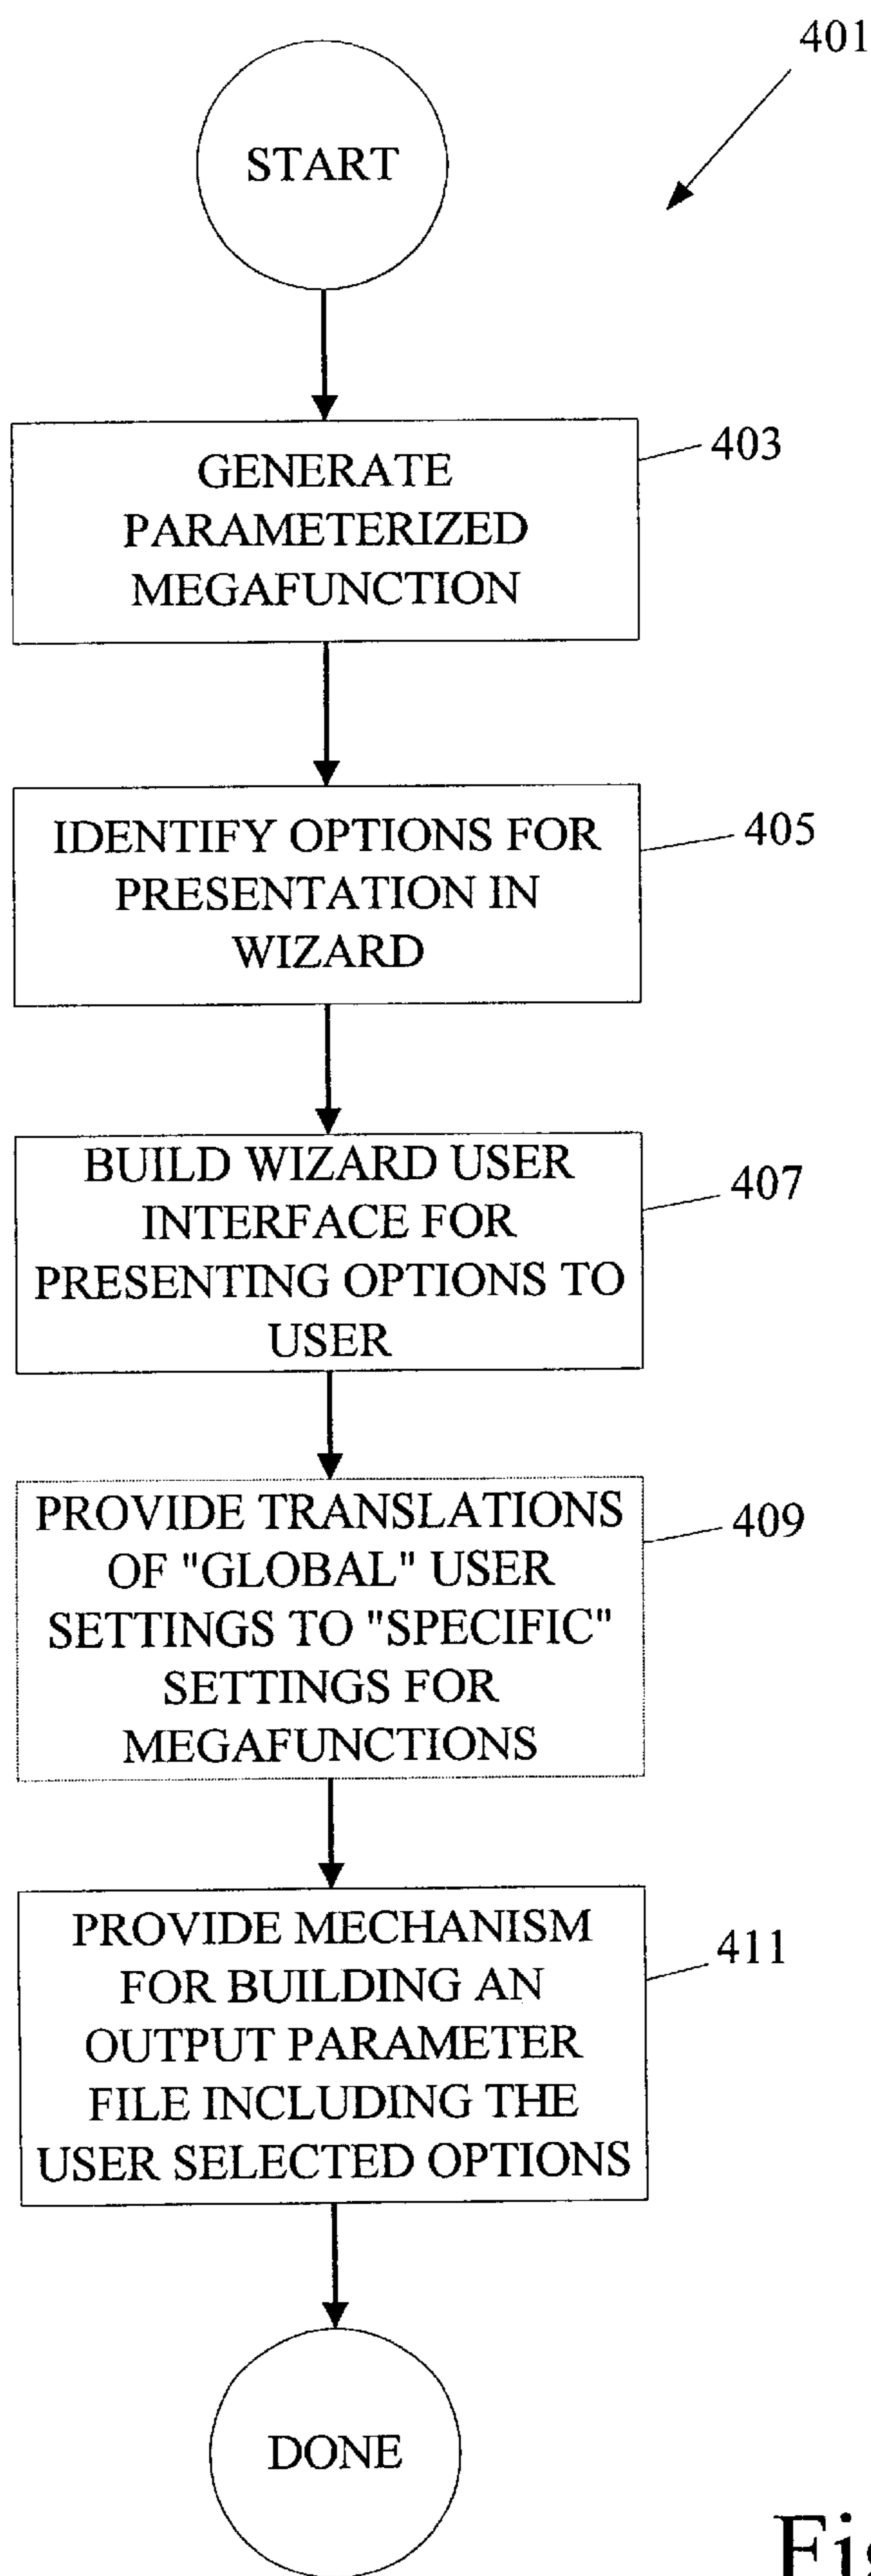 401
START
403
GENERATE
PARAMETERIZED
MEGAFUNCTION
405
IDENTIFY OPTIONS FOR
PRESENTATION IN
WIZARD
407
BUILD WIZARD USER
INTERFACE FOR
PRESENTING OPTIONS TO
USER
409
PROVIDE TRANSLATIONS
OF "GLOBAL" USER
SETTINGS TO "SPECIFIC"
SETTINGS FOR
MEGAFUNCTIONS
411
PROVIDE MECHANISM
FOR BUILDING AN
OUTPUT PARAMETER
FILE INCLUDING THE
USER SELECTED OPTIONS
DONE